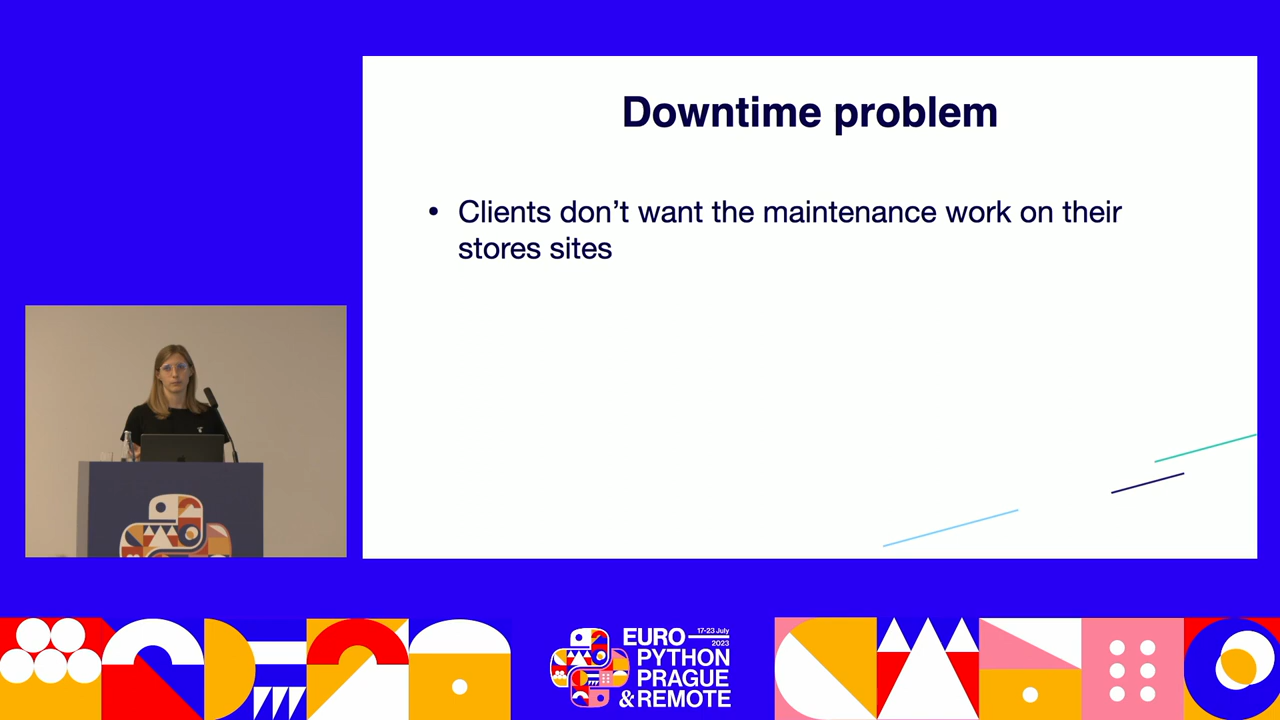 Downtime problem
• Clients don’t want the maintenance work on their
stores sites
EURO 17-23 July
2023
PYTHON
PRAGUE
&REMOTE